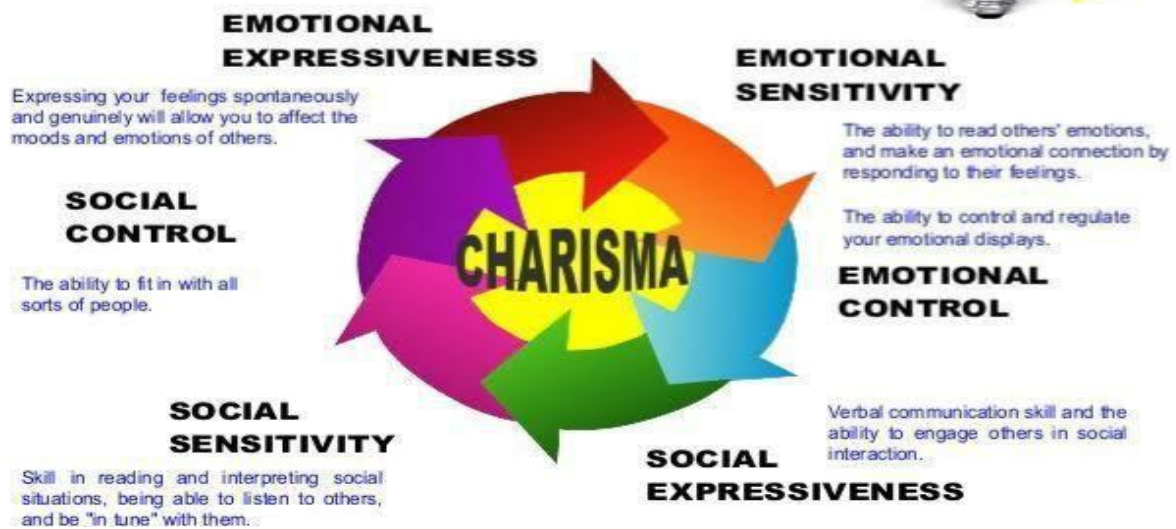 EMOTIONAL
EXPRESSIVENESS
Expressing your feelings spontaneously
and genuinely will allow you to affect the
moods and emotions of others.
EMOTIONAL
SENSITIVITY
The ability to read others' emotions,
and make an emotional connection by
responding to their feelings.
SOCIAL
CONTROL
The ability to fit in with all
sorts of people.
CHARISMA
The ability to control and regulate
your emotional displays.
EMOTIONAL
CONTROL
SOCIAL
SENSITIVITY
Skill in reading and interpreting social
situations, being able to listen to others,
and be "in tune" with them.
Verbal communication skill and the
ability to engage others in social
interaction.
SOCIAL
EXPRESSIVENESS